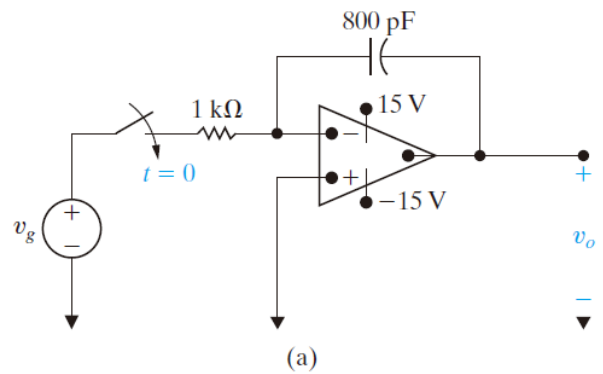 800 pF
1 kΩ
15 V
−
t = 0
+
−15 V
+
v_g
−
+
v_o
−
(a)